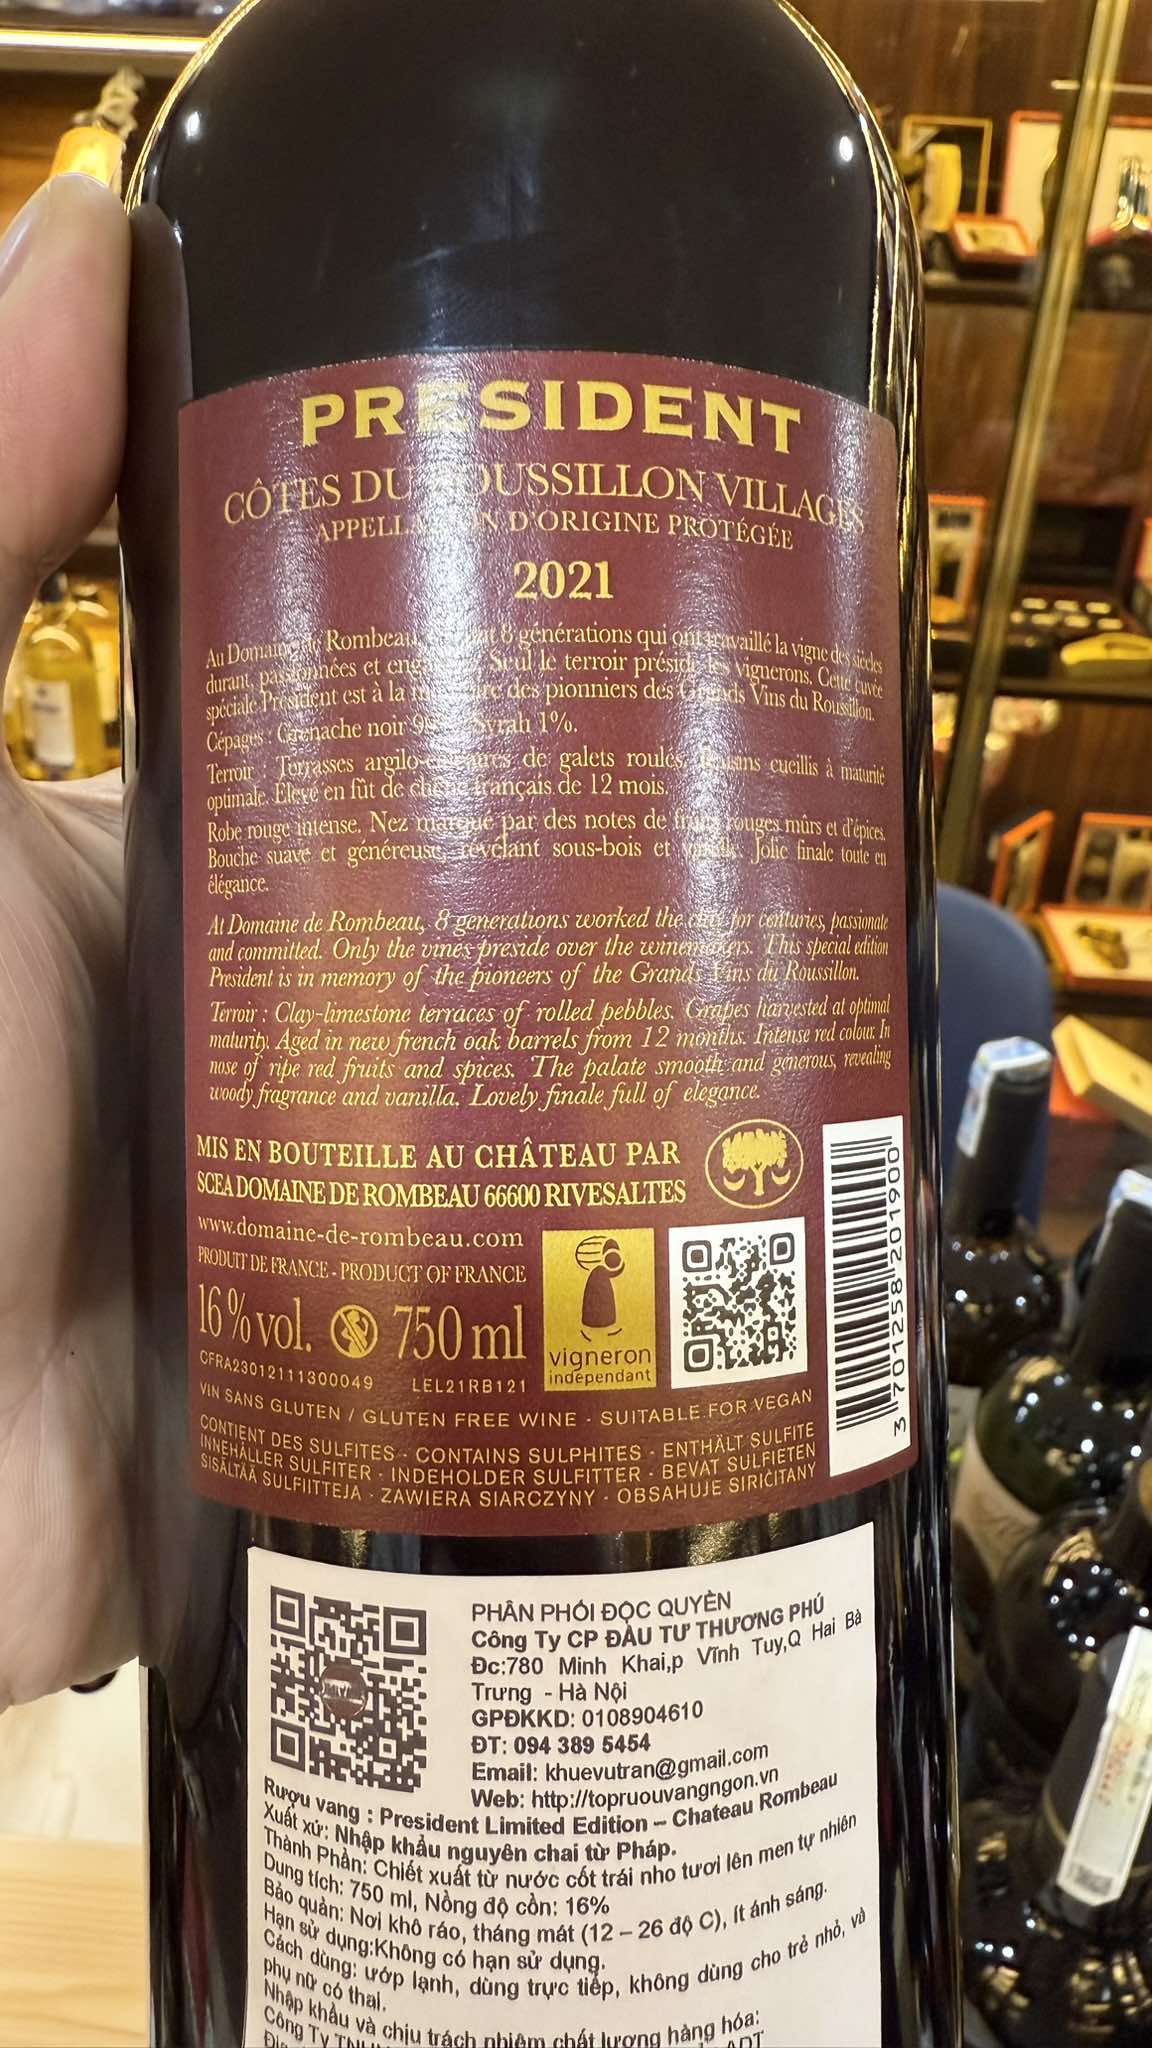 PRESIDENT
CÔTES DU ROUSSILLON VILLAGES
APPELLATION D'ORIGINE PROTÉGÉE
2021
Au Domaine de Rombeau, 8 générations qui ont travaillé la vigne des siècles
durant, passionnées et Seul le terroir préside les vignerons. Cette cuvée
spéciale Président est à la des pionniers des Grands Vins du Roussillon.
Cépages : Grenache noir Syrah 1%.
Terroir : Terrasses argilo-calcaires de galets roulés. Raisins cueillis à maturité
optimale. Élevé en fût de chêne français de 12 mois.
Robe rouge intense. Nez marqué par des notes de fruits rouges mûrs et d'épices.
Bouche suave et généreuse, révélant sous-bois et vanille. Jolie finale toute en
élégance.
At Domaine de Rombeau, 8 generations worked the for centuries, passionate
and committed. Only the vines preside over the winemakers. This special edition
President is in memory of the pioneers of the Grands Vins du Roussillon.
Terroir : Clay-limestone terraces of rolled pebbles. Grapes harvested at optimal
maturity. Aged in new french oak barrels from 12 months. Intense red colour. In
nose of ripe red fruits and spices. The palate smooth and generous, revealing
woody fragrance and vanilla. Lovely finale full of elegance.
MIS EN BOUTEILLE AU CHÂTEAU PAR
SCEA DOMAINE DE ROMBEAU 66600 RIVESALTES
www.domaine-de-rombeau.com
PRODUIT DE FRANCE - PRODUCT OF FRANCE
16% vol. 750 ml
vigneron
indépendant
CFRA23012111300049 LEL21RB121
3 701258 201900
VIN SANS GLUTEN / GLUTEN FREE WINE - SUITABLE FOR VEGAN
CONTIENT DES SULFITES - CONTAINS SULPHITES - ENTHÄLT SULFITE
INNEHÅLLER SULFITER - INDEHOLDER SULFITTER - BEVAT SULFIETEN
SISÄLTÄÄ SULFIITTEJA - ZAWIERA SIARCZYNY - OBSAHUJE SIRIČITANY
PHÂN PHỐI ĐỘC QUYỀN
Công Ty CP ĐẦU TƯ THƯƠNG PHÚ
Đc:780 Minh Khai,p Vĩnh Tuy,Q Hai Bà
Trưng - Hà Nội
GPĐKKD: 0108904610
ĐT: 094 389 5454
Email: khuevutran@gmail.com
Web: http://topruouvangngon.vn
Rượu vang : President Limited Edition – Chateau Rombeau
Xuất xứ: Nhập khẩu nguyên chai từ Pháp.
Thành Phần: Chiết xuất từ nước cốt trái nho tươi lên men tự nhiên
Dung tích: 750 ml, Nồng độ cồn: 16%
Bảo quản: Nơi khô ráo, tháng mát (12 – 26 độ C), ít ánh sáng.
Hạn sử dụng:Không có hạn sử dụng.
Cách dùng: ướp lạnh, dùng trực tiếp, không dùng cho trẻ nhỏ, và
phụ nữ có thai.
Nhập khẩu và chịu trách nhiệm chất lượng hàng hóa:
Công Ty